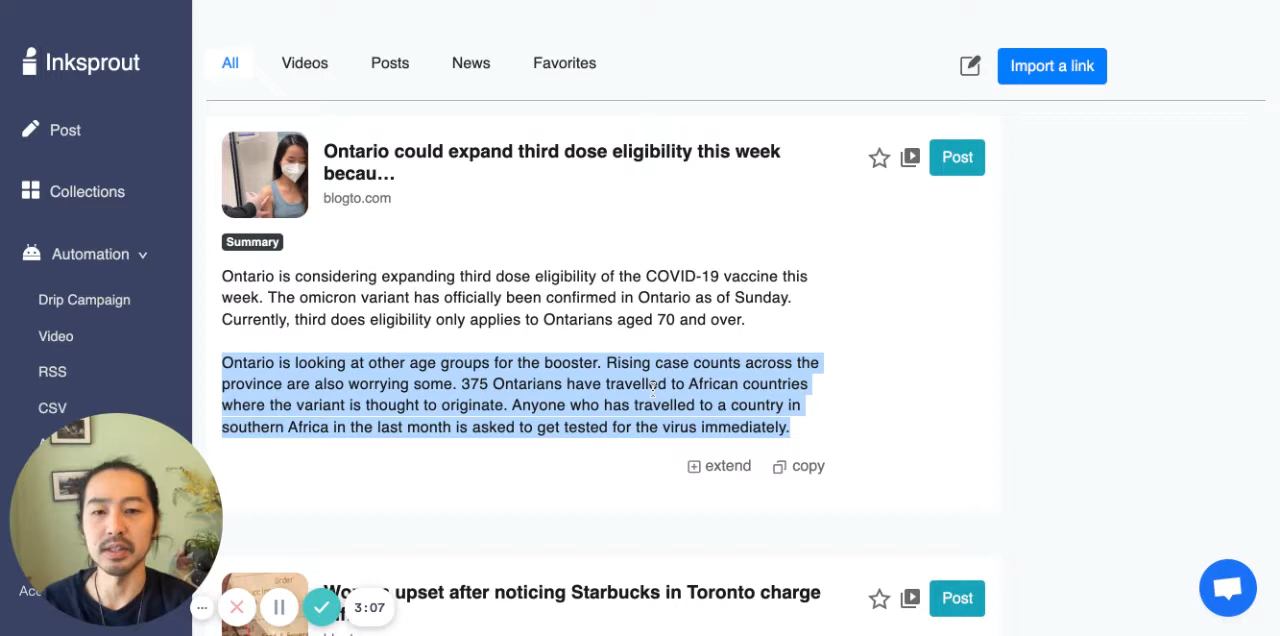 Inksprout
Post
Collections
Automation
Drip Campaign
Video
RSS
CSV
All Videos Posts News Favorites
Import a link
Ontario could expand third dose eligibility this week
becau...
blogto.com
Post
Summary
Ontario is considering expanding third dose eligibility of the COVID-19 vaccine this
week. The omicron variant has officially been confirmed in Ontario as of Sunday.
Currently, third does eligibility only applies to Ontarians aged 70 and over.
Ontario is looking at other age groups for the booster. Rising case counts across the
province are also worrying some. 375 Ontarians have travelled to African countries
where the variant is thought to originate. Anyone who has travelled to a country in
southern Africa in the last month is asked to get tested for the virus immediately.
extend copy
upset after noticing Starbucks in Toronto charge
Post
3:07